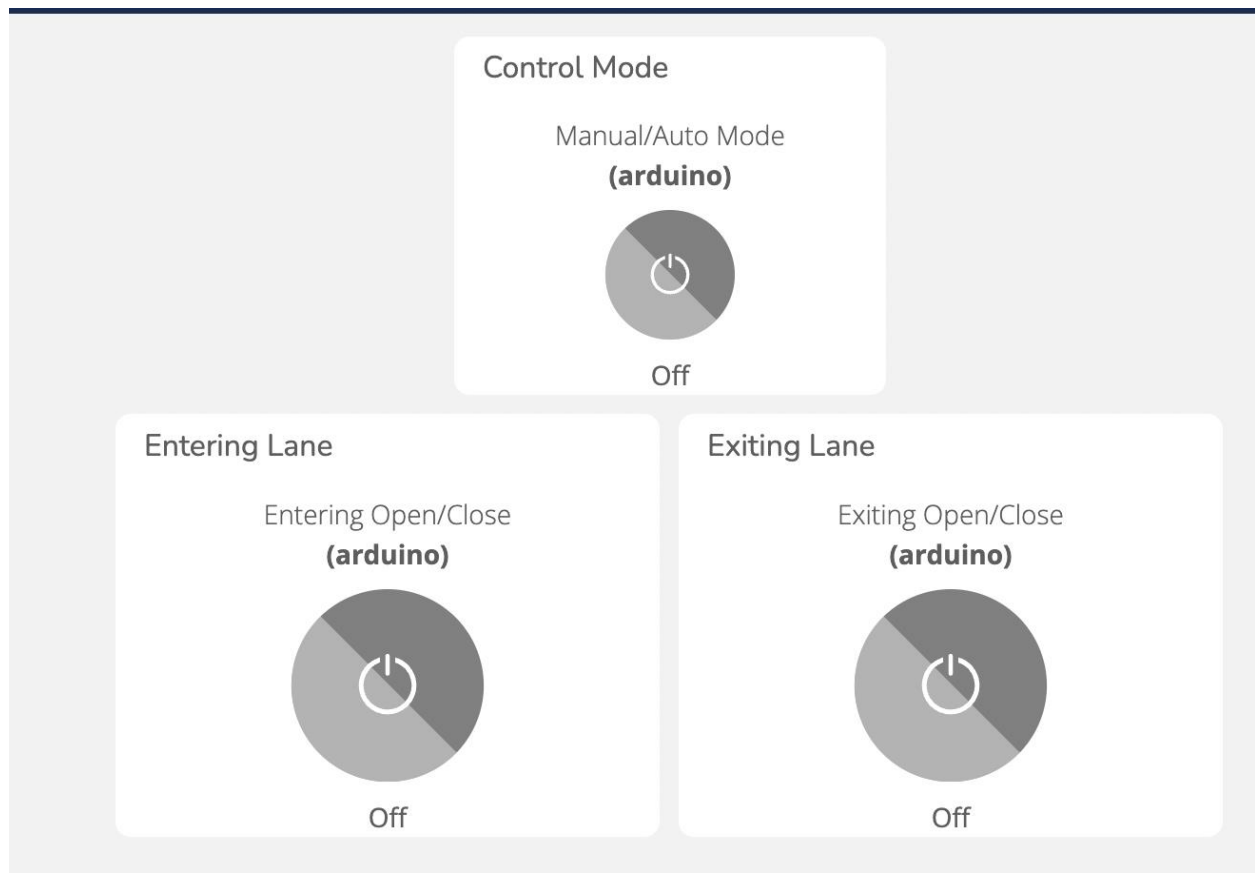 Control Mode
Manual/Auto Mode
(arduino)
Off
Entering Lane
Entering Open/Close
(arduino)
Off
Exiting Lane
Exiting Open/Close
(arduino)
Off